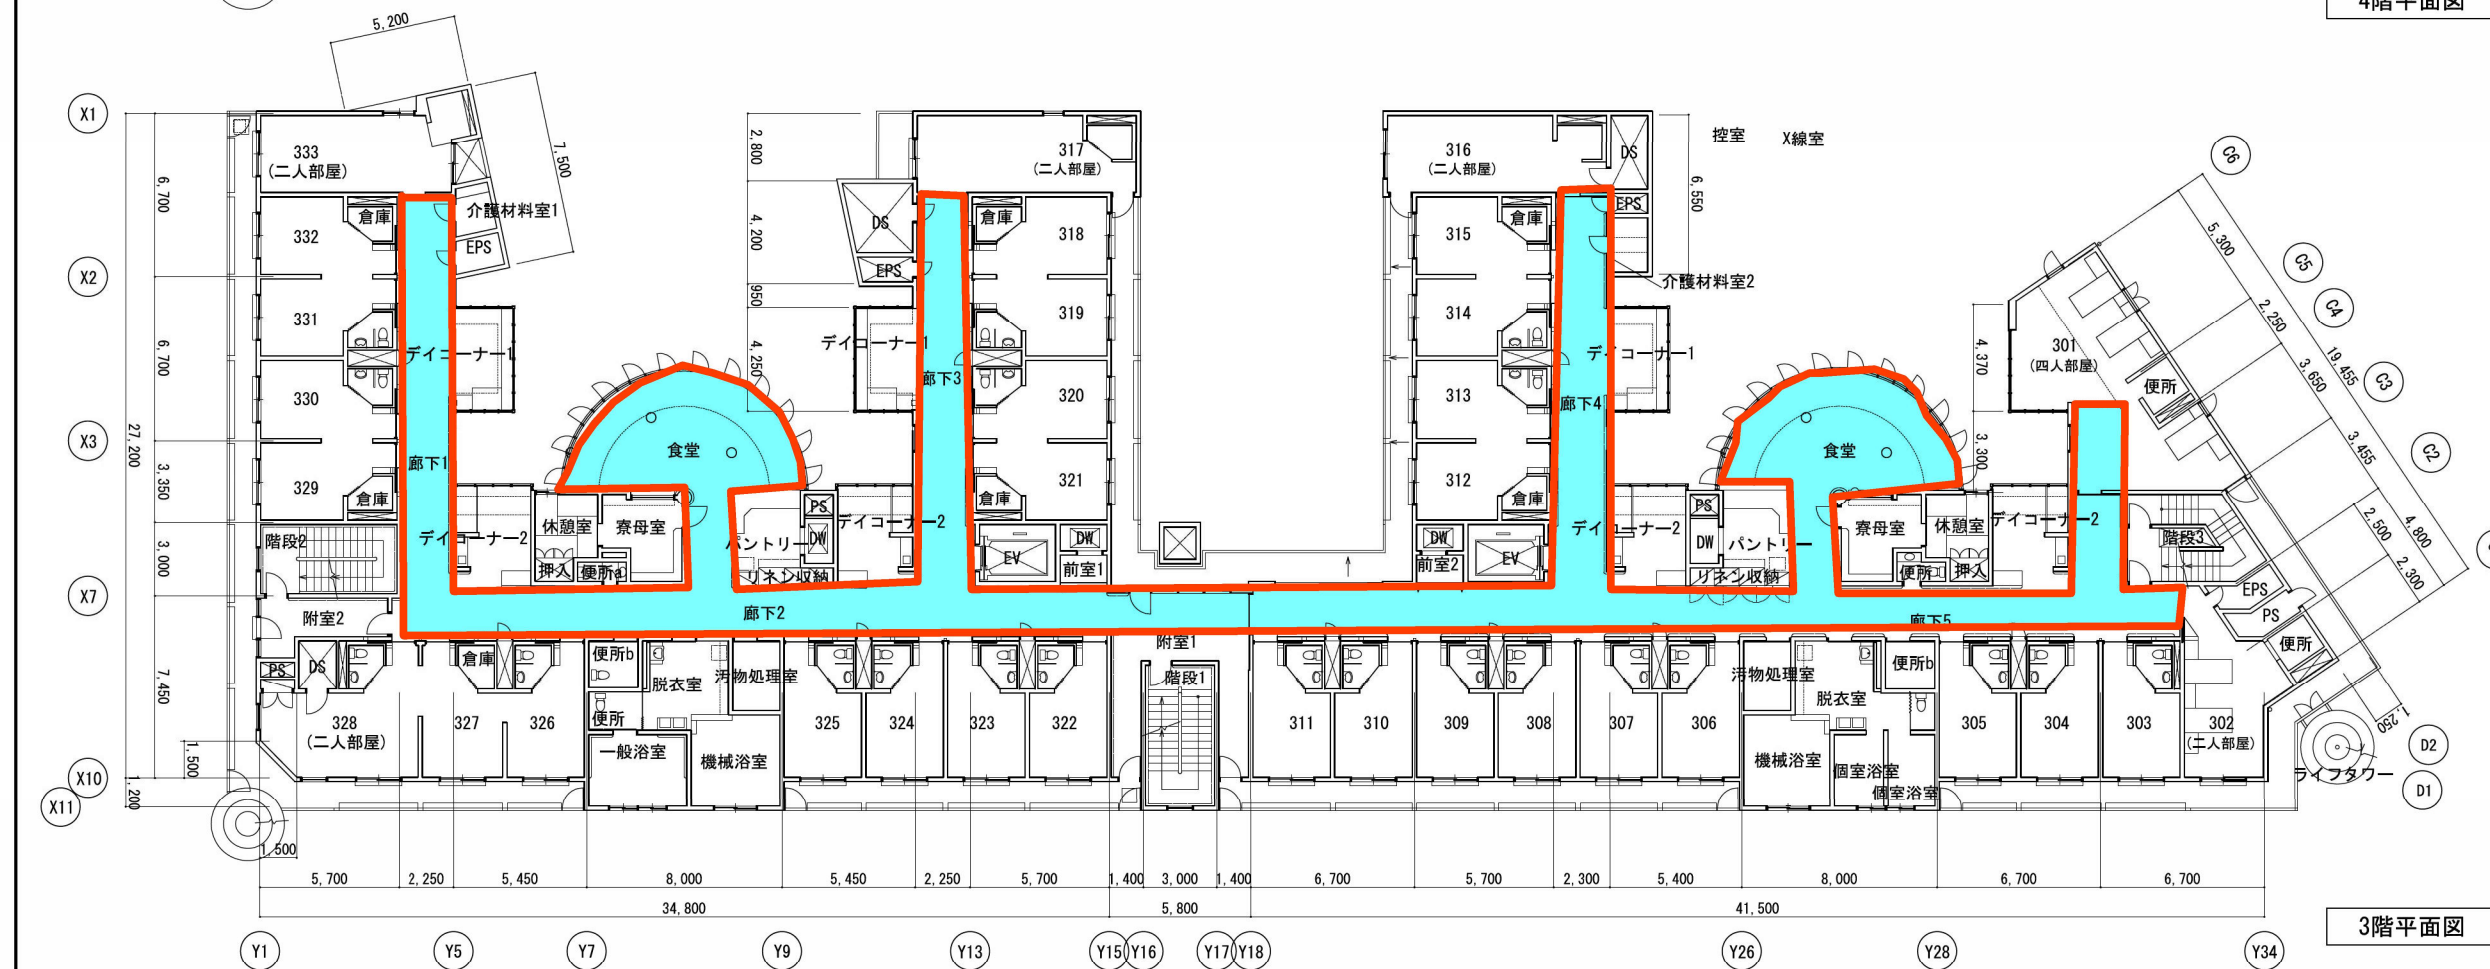 4階平面図
5,200
X1
333
(二人部屋)
7,500
2,800
317
(二人部屋)
316
(二人部屋)
DS
控室
X線室
C6
6,700
332
倉庫
介護材料室1
EPS
4,200
DS
EPS
倉庫
318
315
倉庫
EPS
6,550
5,300
X2
950
介護材料室2
C5
331
デイコーナー1
4,250
デイコーナー1
廊下3
319
314
デイコーナー1
4,370
301
(四人部屋)
2,250
C4
6,700
330
320
313
廊下4
便所
19,455
3,650
C3
X3
27,200
廊下1
食堂
食堂
3,300
3,455
C2
3,350
329
倉庫
倉庫
321
312
倉庫
階段2
デイコーナー2
休憩室
寮母室
PS
DW
デイコーナー2
EV
DW
前室1
DW
前室2
EV
デイコーナー2
PS
DW
パントリー
寮母室
休憩室
デイコーナー2
階段3
2,500
4,800
3,000
押入
便所a
パントリー
リネン収納
リネン収納
便所
押入
2,300
X7
附室2
廊下2
附室1
廊下5
EPS
PS
便所
PS
DS
倉庫
便所b
脱衣室
汚物処理室
階段1
汚物処理室
脱衣室
便所b
7,450
328
(二人部屋)
327
326
便所
325
324
323
322
311
310
309
308
307
306
305
304
303
302
(二人部屋)
1,250
1,500
一般浴室
機械浴室
機械浴室
個室浴室
個室浴室
ライフタワー
D2
X10
1,200
D1
X11
1,500
5,700
2,250
5,450
8,000
5,450
2,250
5,700
1,400
3,000
1,400
6,700
5,700
2,300
5,400
8,000
6,700
6,700
34,800
5,800
41,500
3階平面図
Y1
Y5
Y7
Y9
Y13
Y15
Y16
Y17
Y18
Y26
Y28
Y34